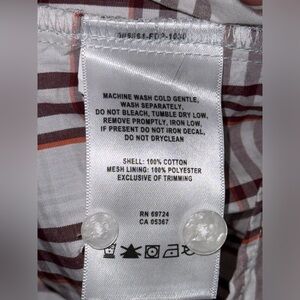 MACHINE WASH COLD GENTLE,
WASH SEPARATELY,
DO NOT BLEACH, TUMBLE DRY LOW,
REMOVE PROMPTLY, IRON LOW,
IF PRESENT DO NOT IRON DECAL,
DO NOT DRYCLEAN
SHELL: 100% COTTON
MESH LINING: 100% POLYESTER
EXCLUSIVE OF TRIMMING
RN 69724
CA 05367